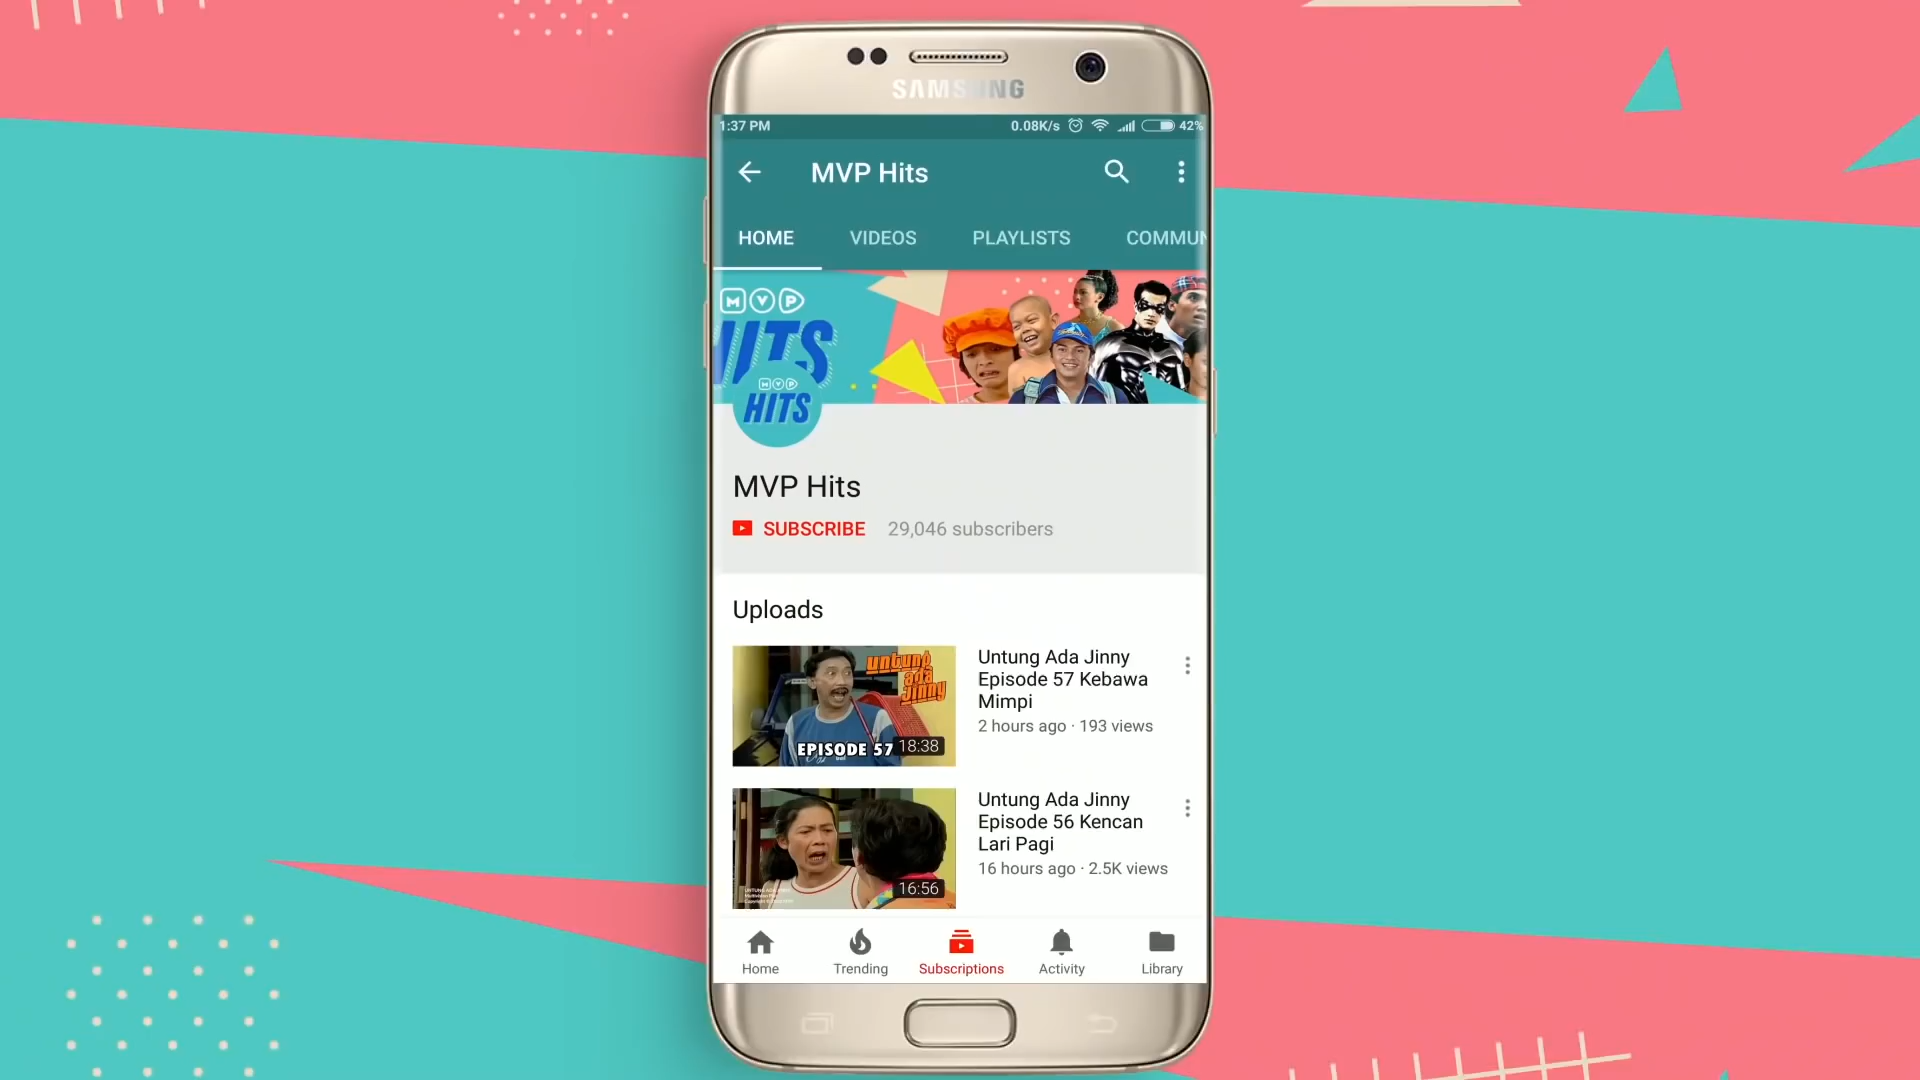 SAMSUNG
1:37 PM
0.08K/s
42%
MVP Hits
HOME
VIDEOS
PLAYLISTS
COMMUN
MVP
HITS
MVP
HITS
MVP Hits
SUBSCRIBE
29,046 subscribers
Uploads
untung
ada
jinny
EPISODE 57
18:38
Untung Ada Jinny
Episode 57 Kebawa
Mimpi
2 hours ago · 193 views
16:56
Untung Ada Jinny
Episode 56 Kencan
Lari Pagi
16 hours ago · 2.5K views
Home
Trending
Subscriptions
Activity
Library